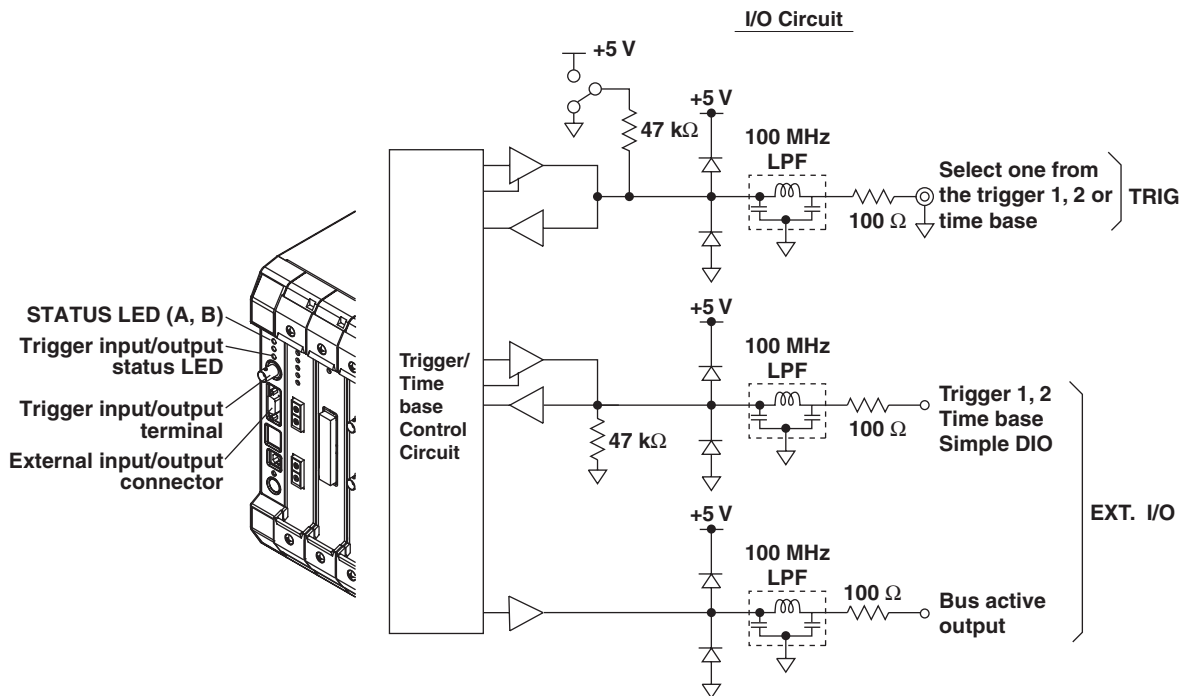 I/O Circuit
+5 V
47 kΩ
+5 V
100 MHz
LPF
100 Ω
Select one from
the trigger 1, 2 or
time base
TRIG
STATUS LED (A, B)
Trigger input/output
status LED
Trigger input/output
terminal
External input/output
connector
Trigger/
Time
base
Control
Circuit
+5 V
47 kΩ
100 MHz
LPF
100 Ω
Trigger 1, 2
Time base
Simple DIO
EXT. I/O
+5 V
100 MHz
LPF
100 Ω
Bus active
output